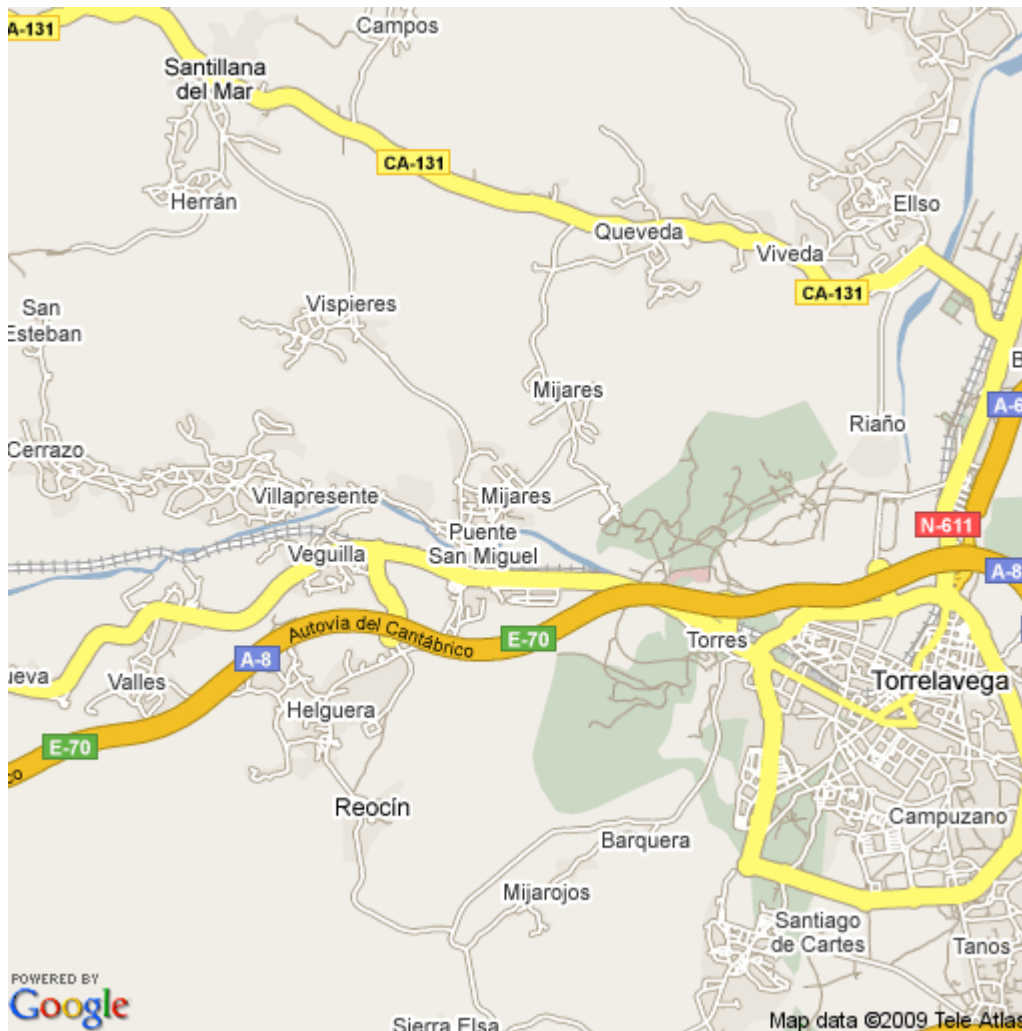 A-131
Campos
Santillana
del Mar
CA-131
Herrán
Ellso
Queveda
Viveda
CA-131
San
Esteban
Vispieres
B
Mijares
A-6
Riaño
Cerrazo
Villapresente
Mijares
N-611
Puente
San Miguel
Veguilla
A-8
Autovía del Cantábrico
E-70
Torres
A-8
ueva
Valles
Torrelavega
Helguera
E-70
co
Reocín
Campuzano
Barquera
Mijarojos
Santiago
de Cartes
Tanos
POWERED BY
Google
Sierra Elsa
Map data ©2009 Tele Atlas